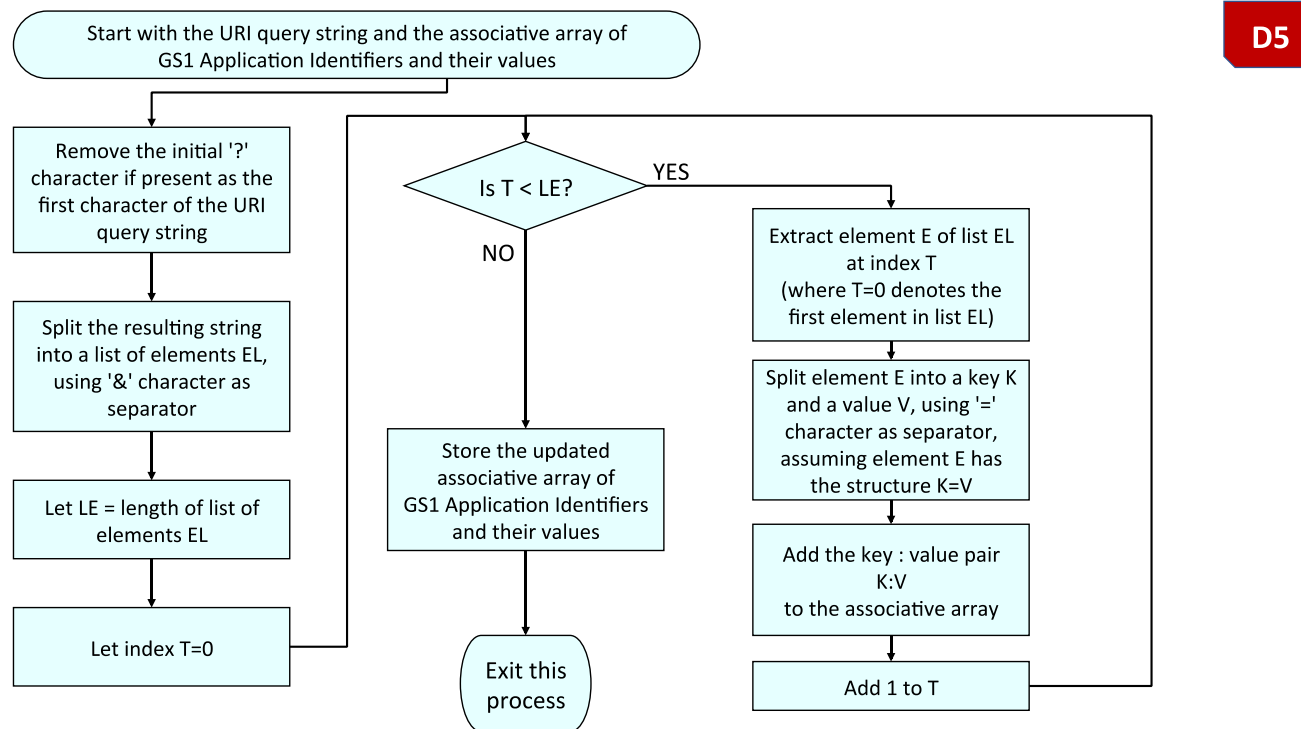 Start with the URI query string and the associative array of
GS1 Application Identifiers and their values
D5
Remove the initial '?'
character if present as the
first character of the URI
query string
Split the resulting string
into a list of elements EL,
using '&' character as
separator
Let LE = length of list of
elements EL
Let index T=0
Is T < LE?
YES
NO
Store the updated
associative array of
GS1 Application Identifiers
and their values
Exit this
process
Extract element E of list EL
at index T
(where T=0 denotes the
first element in list EL)
Split element E into a key K
and a value V, using '='
character as separator,
assuming element E has
the structure K=V
Add the key : value pair
K:V
to the associative array
Add 1 to T